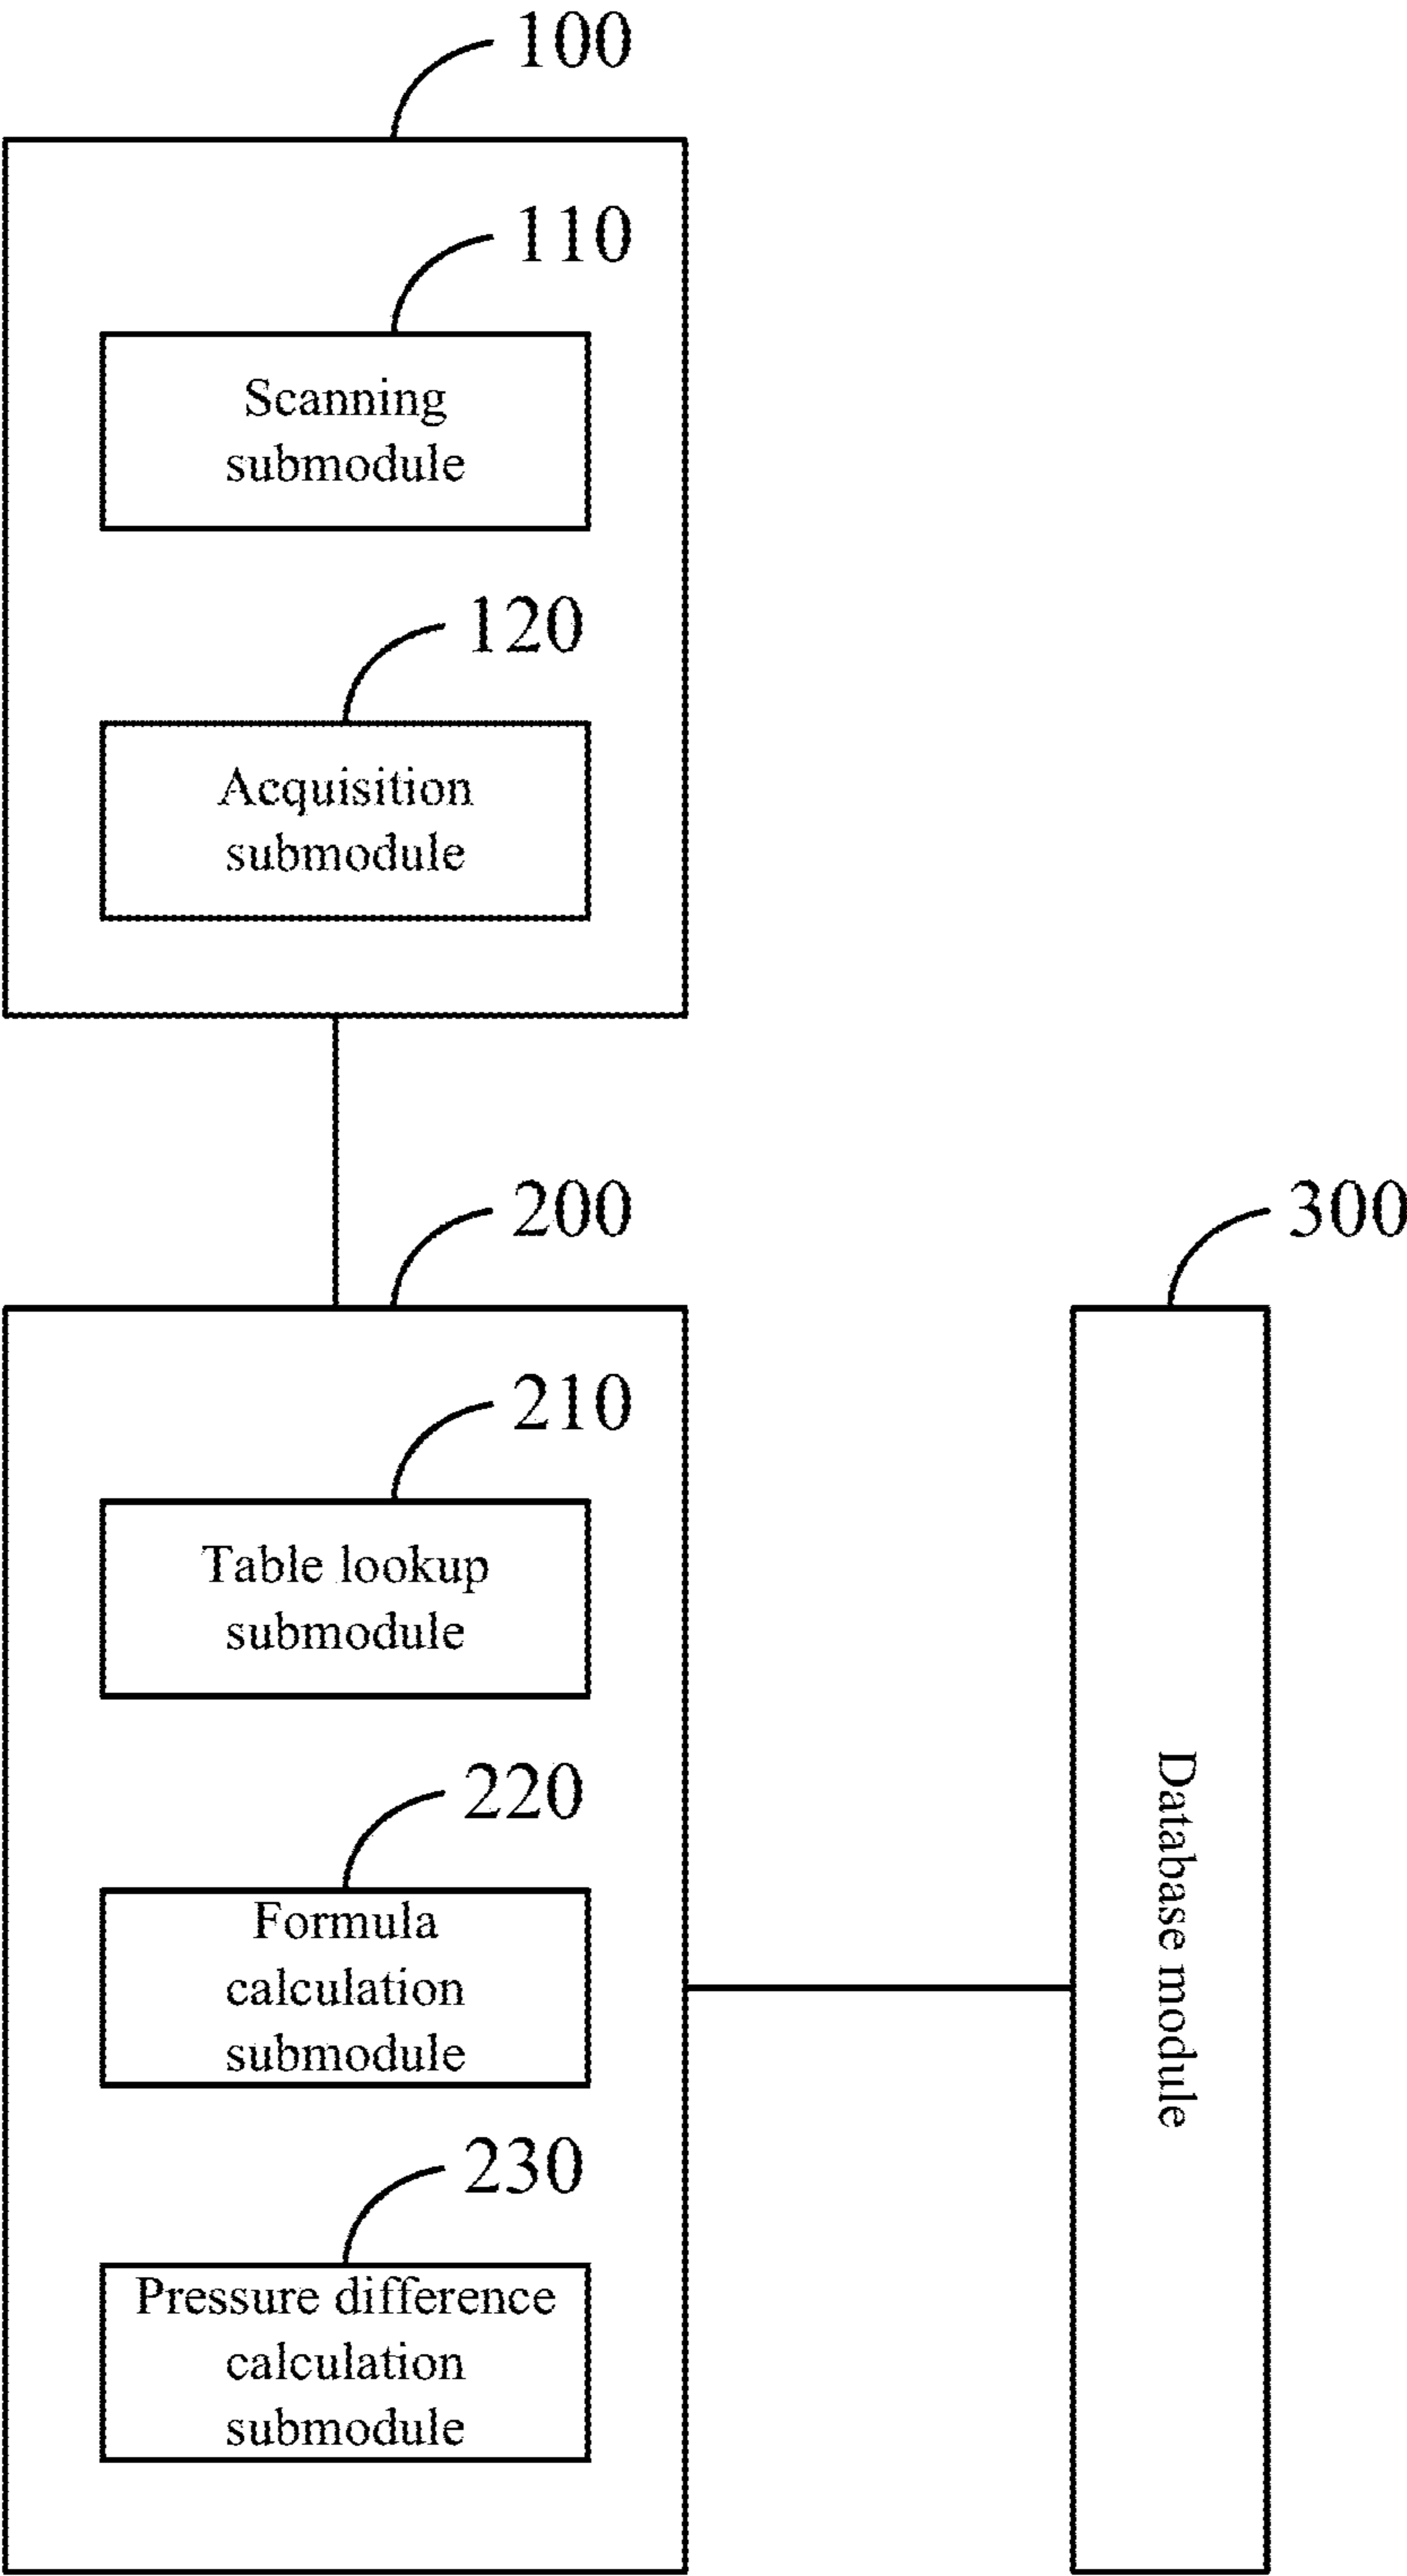 100
110
Scanning
submodule
120
Acquisition
submodule
200
210
Table lookup
submodule
220
Formula
calculation
submodule
230
Pressure difference
calculation
submodule
300
Database module